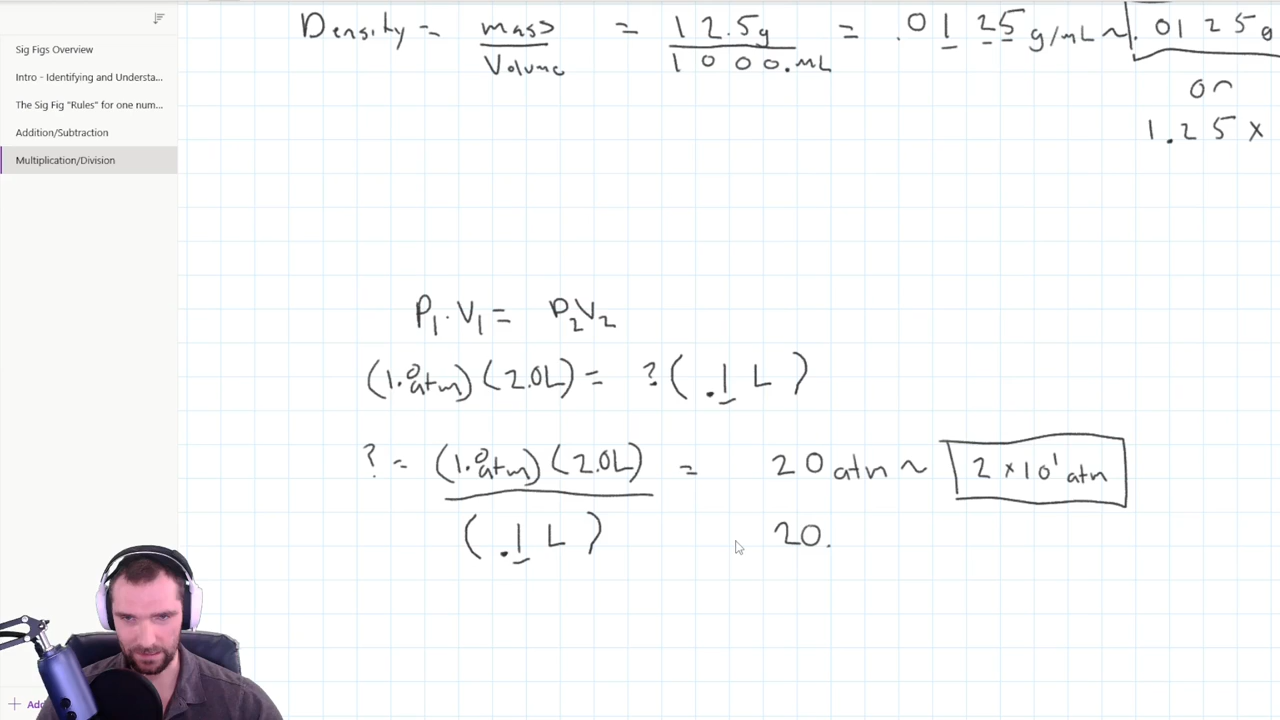 Sig Figs Overview
Intro - Identifying and Understa...
The Sig Fig "Rules" for one num...
Addition/Subtraction
Multiplication/Division
Density = mass / Volume = 12.5g / 1000.mL = .0125 g/mL ~ .0125g
or
1.25 x
P₁·V₁ = P₂V₂
(1.0atm)(2.0L) = ?(.1 L)
? = (1.0atm)(2.0L) / (.1 L) = 20 atm ~ 2 x 10¹ atm
20.
Add